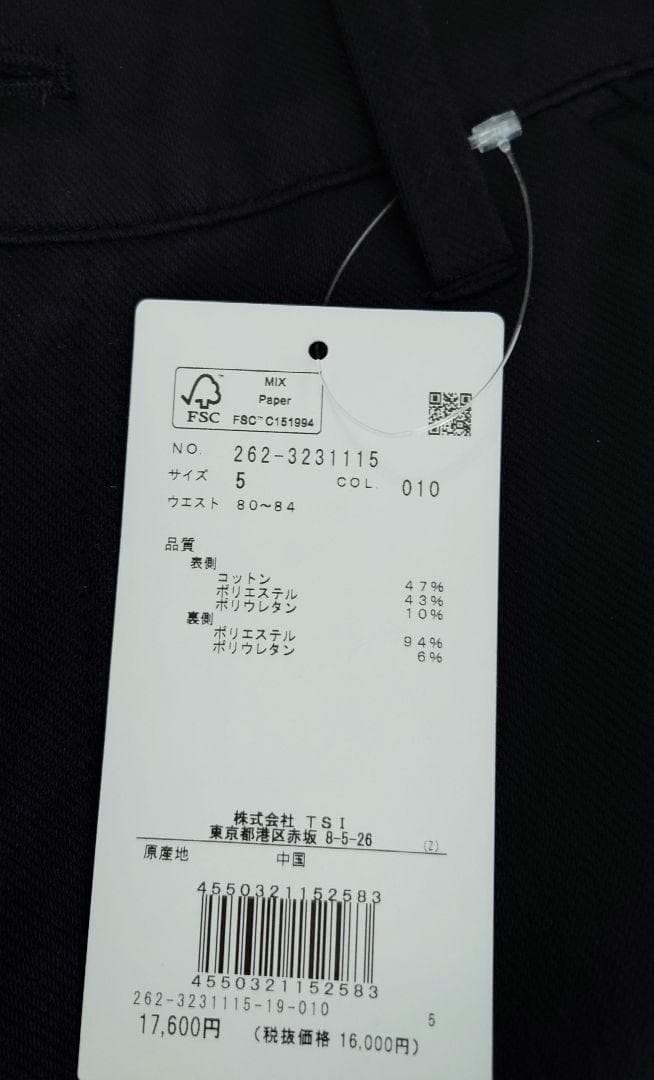 MIX
Paper
FSC™ FSC™ C151994
NO. 262-3231115
サイズ 5 COL. 010
ウエスト 80～84
品質
表側
コットン 47%
ポリエステル 43%
ポリウレタン 10%
裏側
ポリエステル 94%
ポリウレタン 6%
株式会社 TSI
東京都港区赤坂 8-5-26 (Z)
原産地 中国
4550321152583
4550321152583
262-3231115-19-010 5
17,600円 (税抜価格 16,000円)